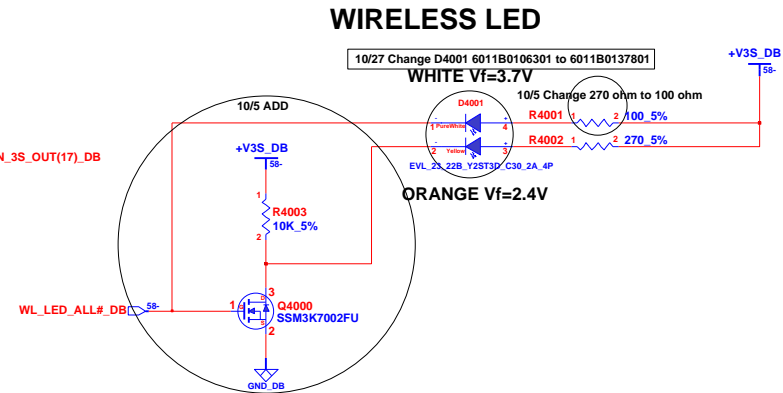 WIRELESS LED
10/27 Change D4001 6011B0106301 to 6011B0137801
+V3S_DB
58-
WHITE Vf=3.7V
10/5 Change 270 ohm to 100 ohm
10/5 ADD
D4001
R4001 1 2 100_5%
1 PureWhite 4
- +
R4002 1 2 270_5%
2 Yellow 3
- +
EVL_23_22B_Y2ST3D_C30_2A_4P
N_3S_OUT(17)_DB
+V3S_DB
58-
ORANGE Vf=2.4V
1
R4003
10K_5%
2
WL_LED_ALL#_DB 58-
1 G
3
D
Q4000
SSM3K7002FU
S
2
GND_DB